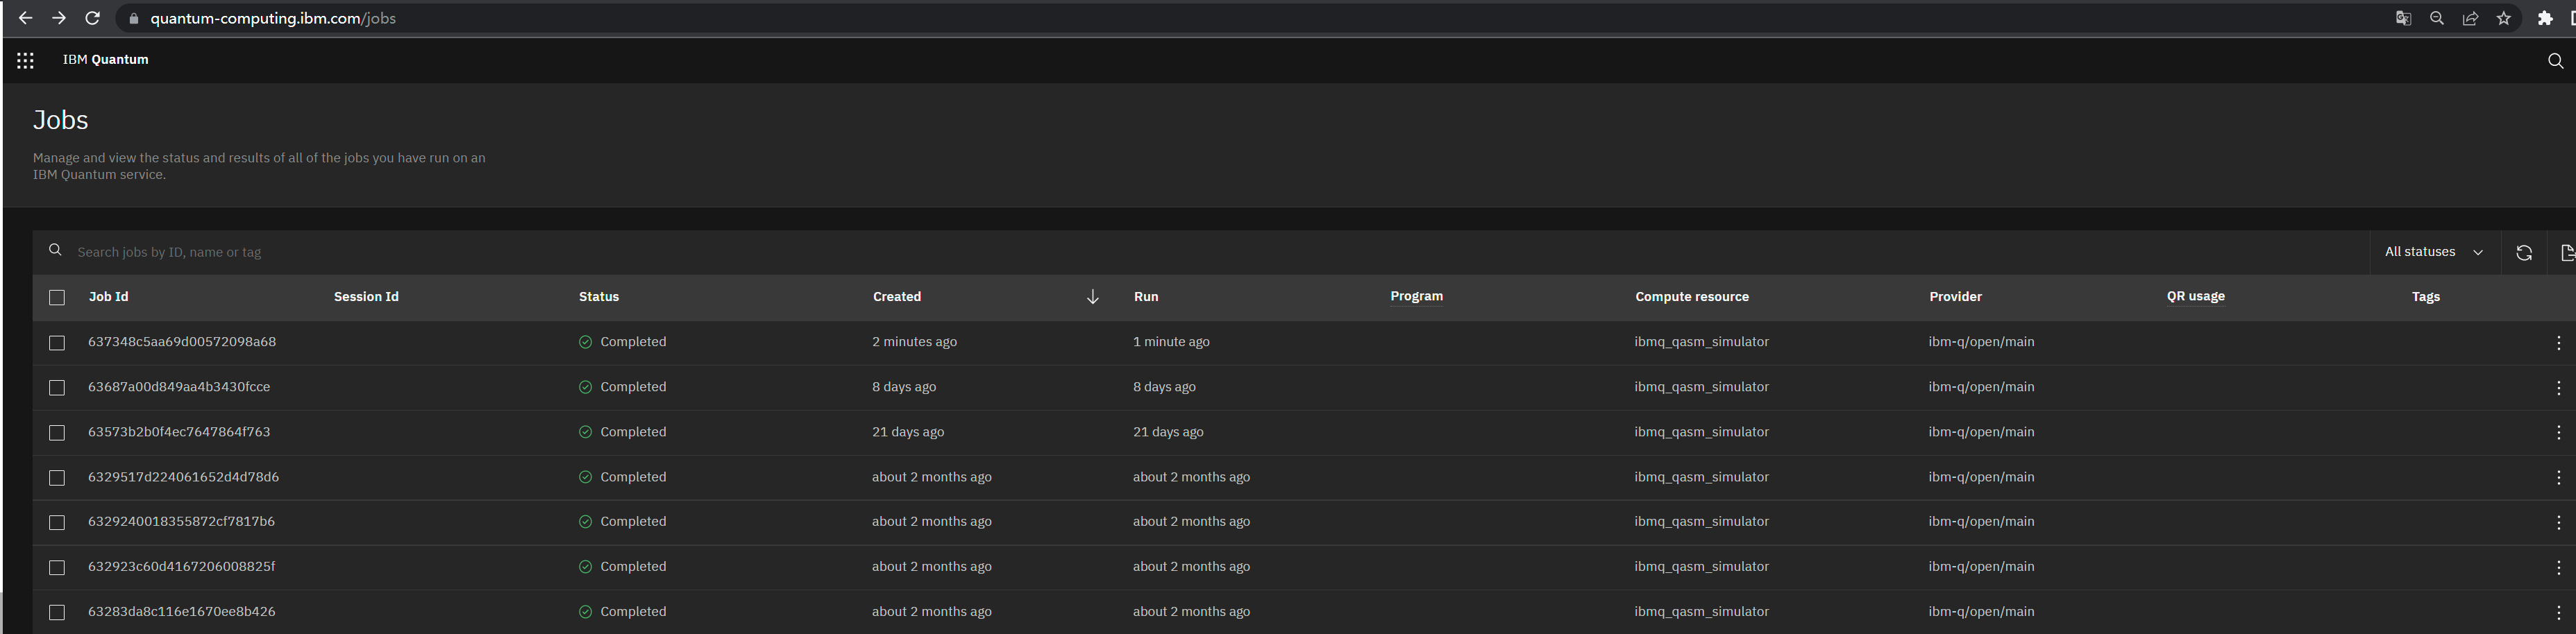 quantum-computing.ibm.com/jobs
IBM Quantum
Jobs
Manage and view the status and results of all of the jobs you have run on an
IBM Quantum service.
Search jobs by ID, name or tag All statuses
Job Id Session Id Status Created Run Program Compute resource Provider QR usage Tags
637348c5aa69d00572098a68 Completed 2 minutes ago 1 minute ago ibmq_qasm_simulator ibm-q/open/main
63687a00d849aa4b3430fcce Completed 8 days ago 8 days ago ibmq_qasm_simulator ibm-q/open/main
63573b2b0f4ec7647864f763 Completed 21 days ago 21 days ago ibmq_qasm_simulator ibm-q/open/main
6329517d224061652d4d78d6 Completed about 2 months ago about 2 months ago ibmq_qasm_simulator ibm-q/open/main
6329240018355872cf7817b6 Completed about 2 months ago about 2 months ago ibmq_qasm_simulator ibm-q/open/main
632923c60d4167206008825f Completed about 2 months ago about 2 months ago ibmq_qasm_simulator ibm-q/open/main
63283da8c116e1670ee8b426 Completed about 2 months ago about 2 months ago ibmq_qasm_simulator ibm-q/open/main